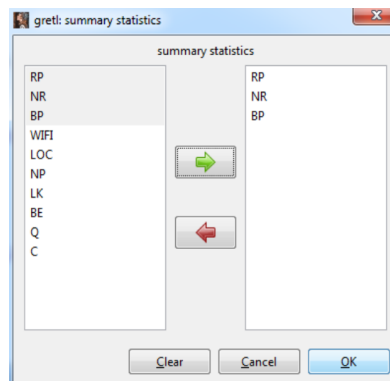 gretl: summary statistics
summary statistics
RP
NR
BP
WIFI
LOC
NP
LK
BE
Q
C
RP
NR
BP
Clear
Cancel
OK